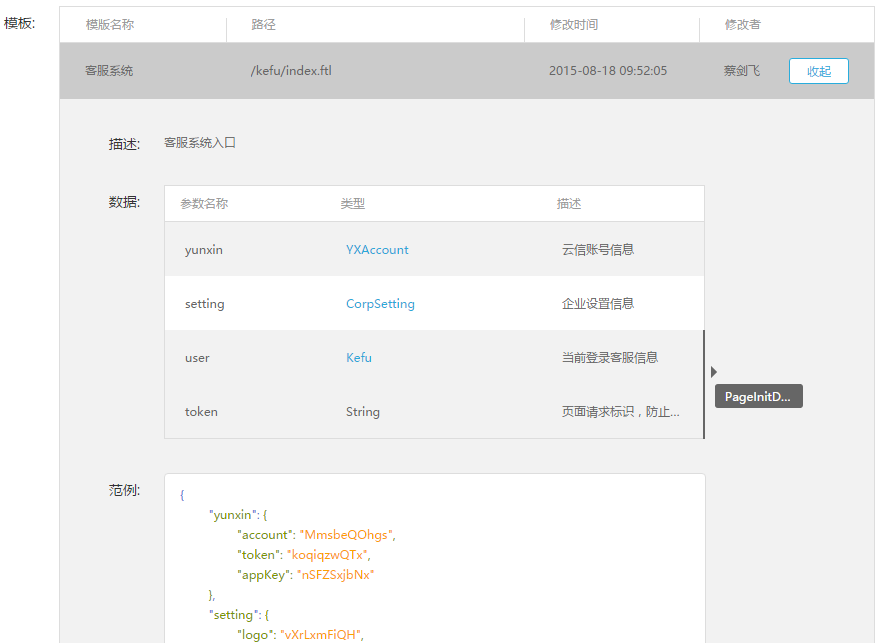 模板:
模版名称 路径 修改时间 修改者
客服系统 /kefu/index.ftl 2015-08-18 09:52:05 蔡剑飞 收起
描述: 客服系统入口
数据:
参数名称 类型 描述
yunxin YXAccount 云信账号信息
setting CorpSetting 企业设置信息
user Kefu 当前登录客服信息
PageInitD...
token String 页面请求标识，防止...
范例:
{
"yunxin": {
"account": "MmsbeQOhgs",
"token": "koqiqzwQTx",
"appKey": "nSFZSxjbNx"
},
"setting": {
"logo": "vXrLxmFiQH",